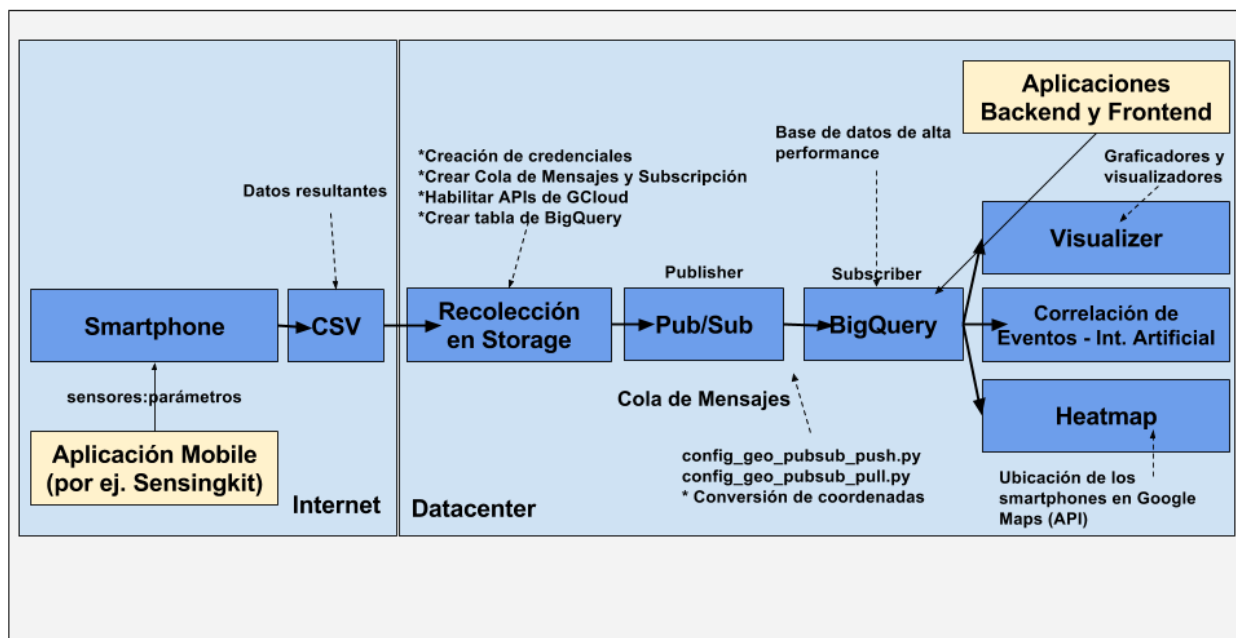 Aplicaciones
Backend y Frontend
Base de datos de alta
performance
*Creación de credenciales
*Crear Cola de Mensajes y Subscripción
*Habilitar APIs de GCloud
*Crear tabla de BigQuery
Graficadores y
visualizadores
Datos resultantes
Visualizer
Publisher
Subscriber
Smartphone
CSV
Recolección
en Storage
Pub/Sub
BigQuery
Correlación de
Eventos - Int. Artificial
sensores:parámetros
Cola de Mensajes
Heatmap
Aplicación Mobile
(por ej. Sensingkit)
config_geo_pubsub_push.py
config_geo_pubsub_pull.py
* Conversión de coordenadas
Ubicación de los
smartphones en Google
Maps (API)
Internet
Datacenter